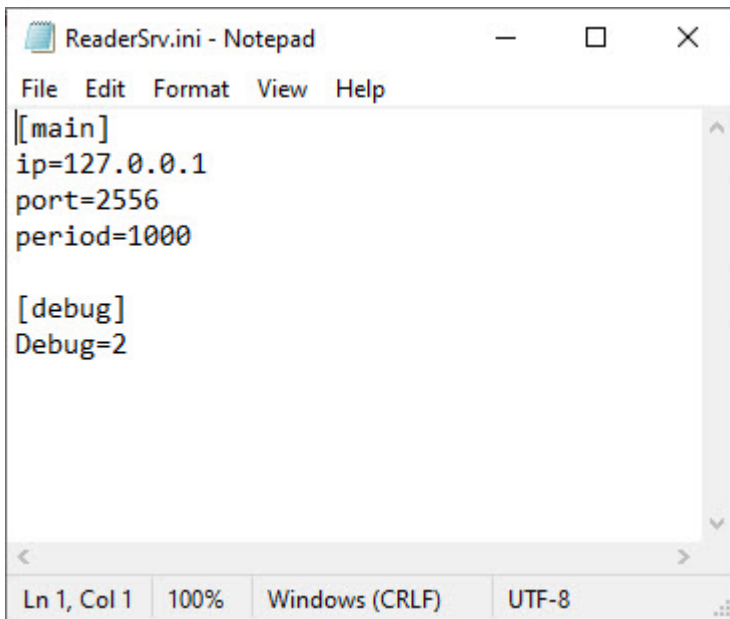 ReaderSrv.ini - Notepad
File Edit Format View Help
[main]
ip=127.0.0.1
port=2556
period=1000

[debug]
Debug=2
Ln 1, Col 1 100% Windows (CRLF) UTF-8